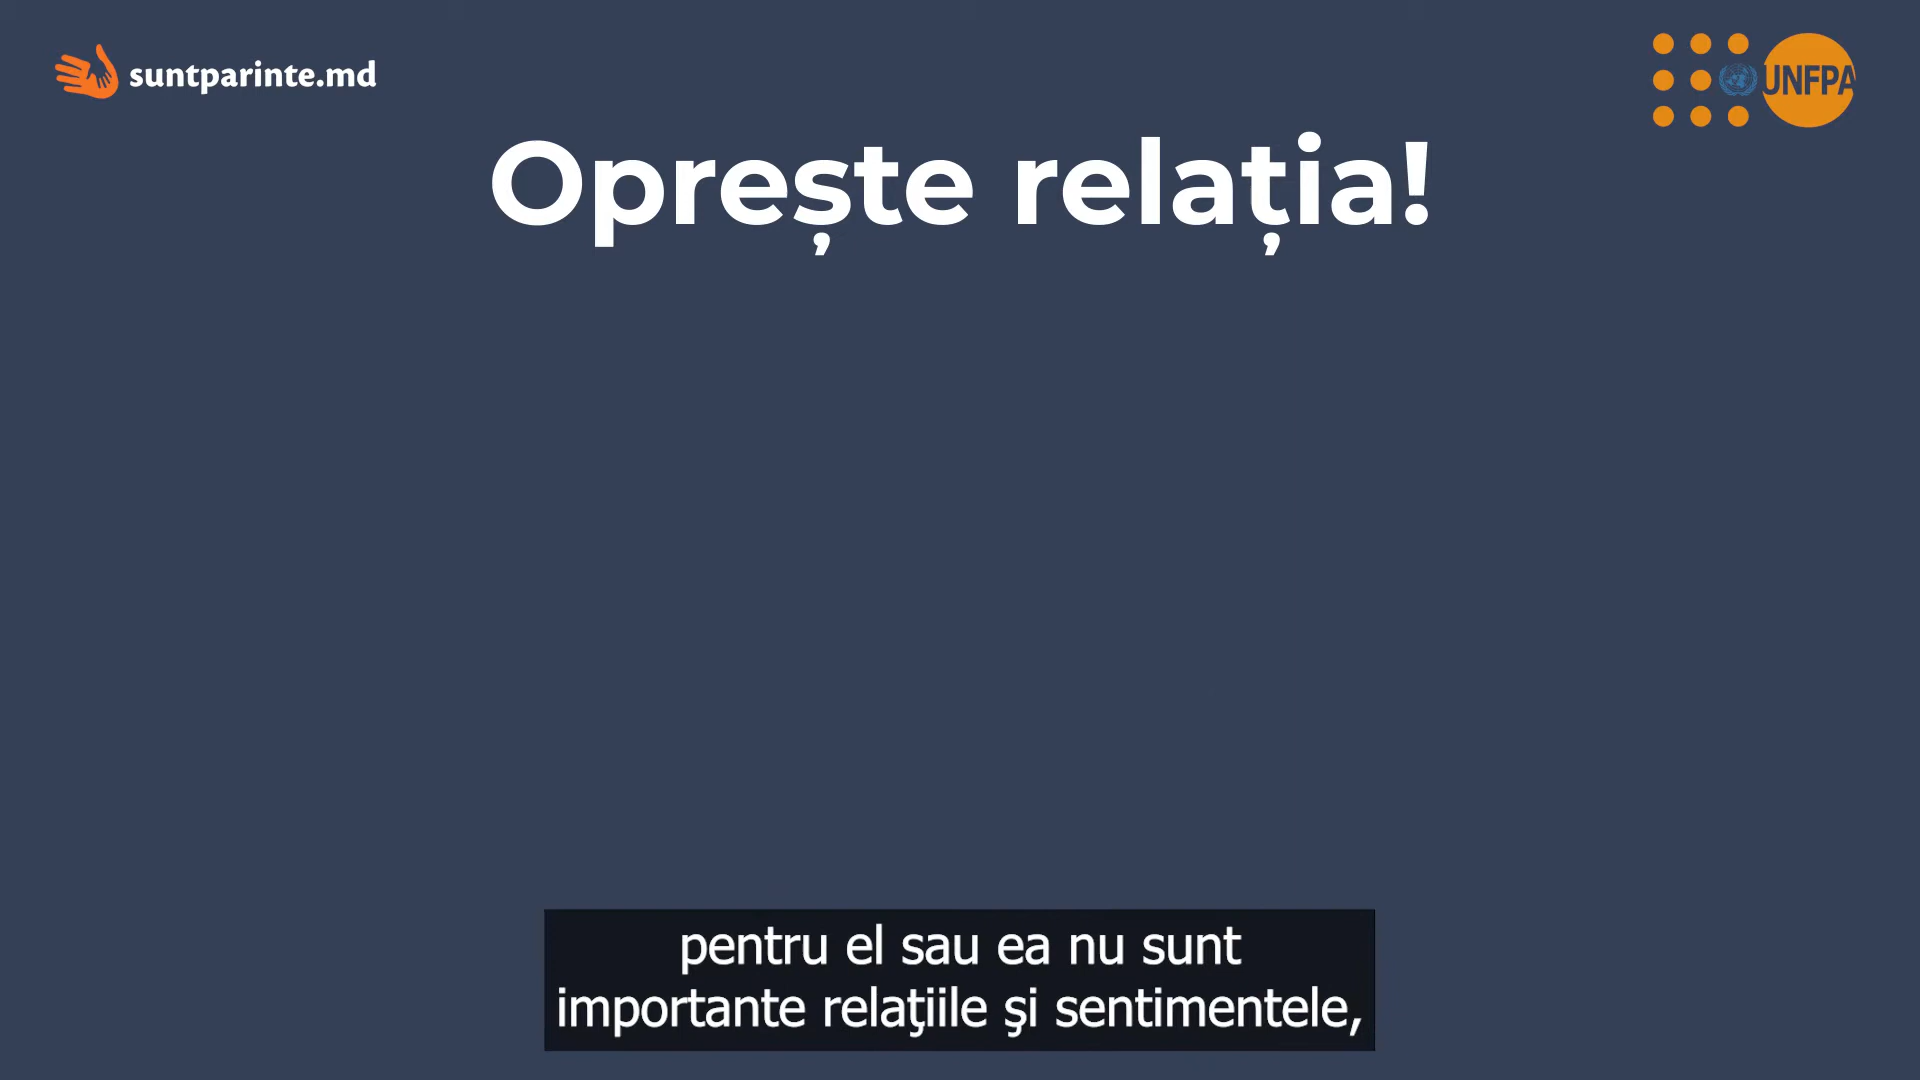 suntparinte.md
UNFPA
Oprește relația!
pentru el sau ea nu sunt
importante relaţiile şi sentimentele,